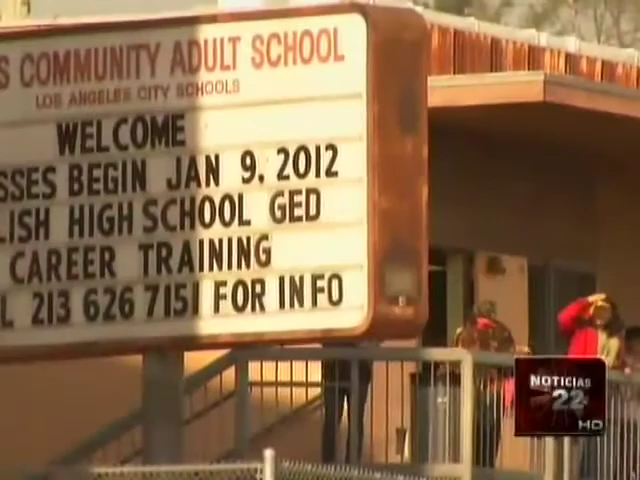 S COMMUNITY ADULT SCHOOL
LOS ANGELES CITY SCHOOLS
WELCOME
SSES BEGIN JAN 9, 2012
LISH HIGH SCHOOL GED
CAREER TRAINING
L 213 626 7151 FOR INFO
NOTICIAS
22
HD